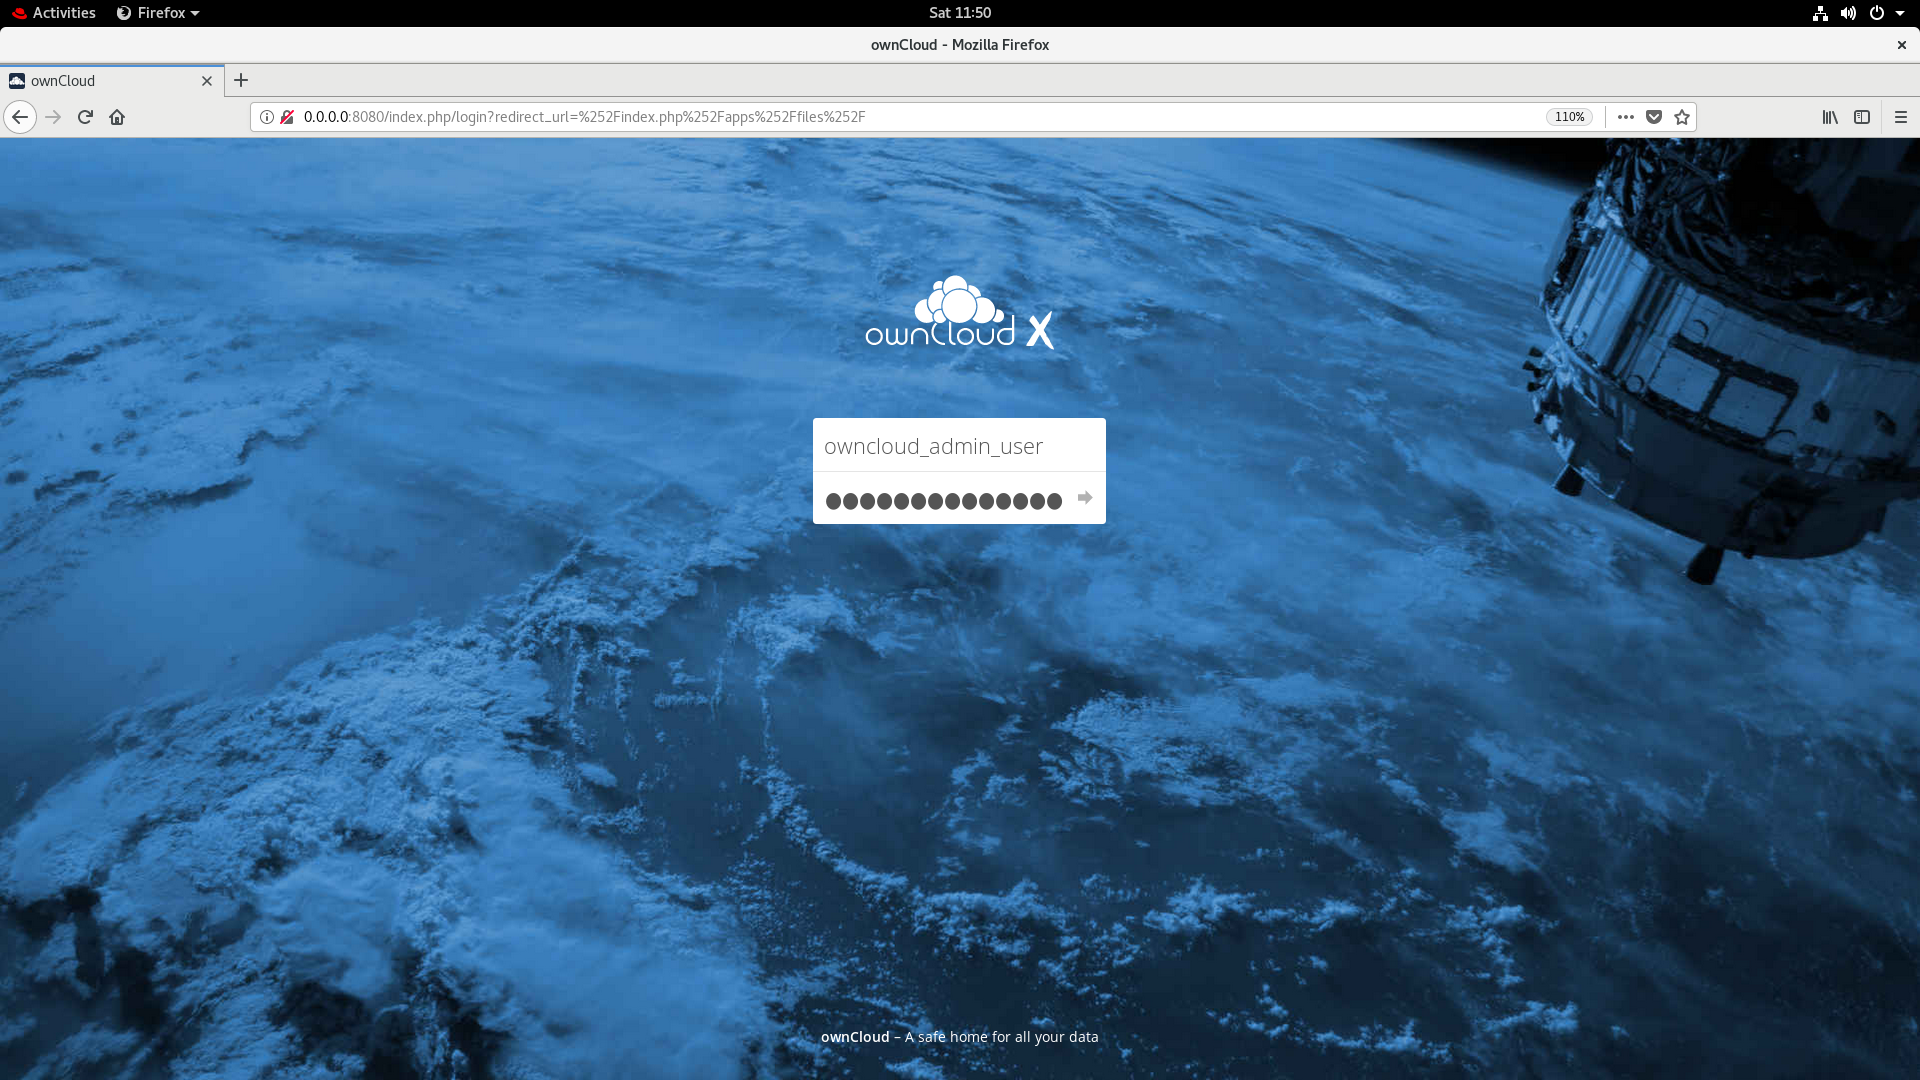 Activities Firefox Sat 11:50
ownCloud - Mozilla Firefox
ownCloud
0.0.0.0:8080/index.php/login?redirect_url=%252Findex.php%252Fapps%252Ffiles%252F 110%
ownCloud X
owncloud_admin_user
ownCloud – A safe home for all your data